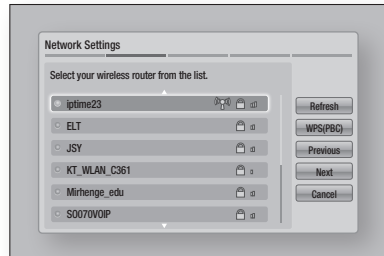 Network Settings
Select your wireless router from the list.
iptime23
Refresh
ELT
WPS(PBC)
JSY
Previous
KT_WLAN_C361
Next
Mirhenge_edu
Cancel
SO070VOIP